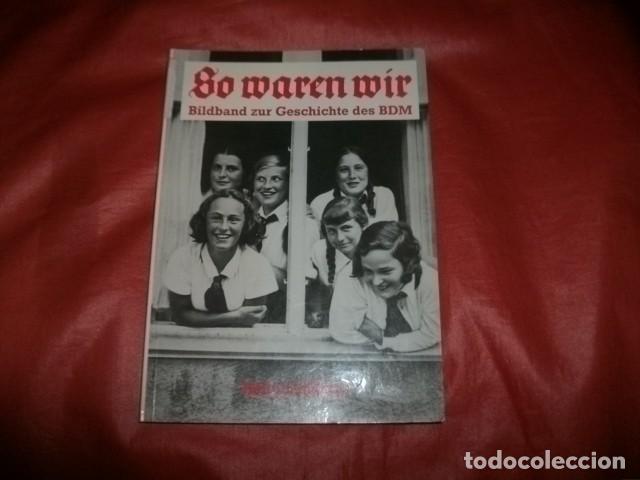 So waren wir
Bildband zur Geschichte des BDM
todocoleccion